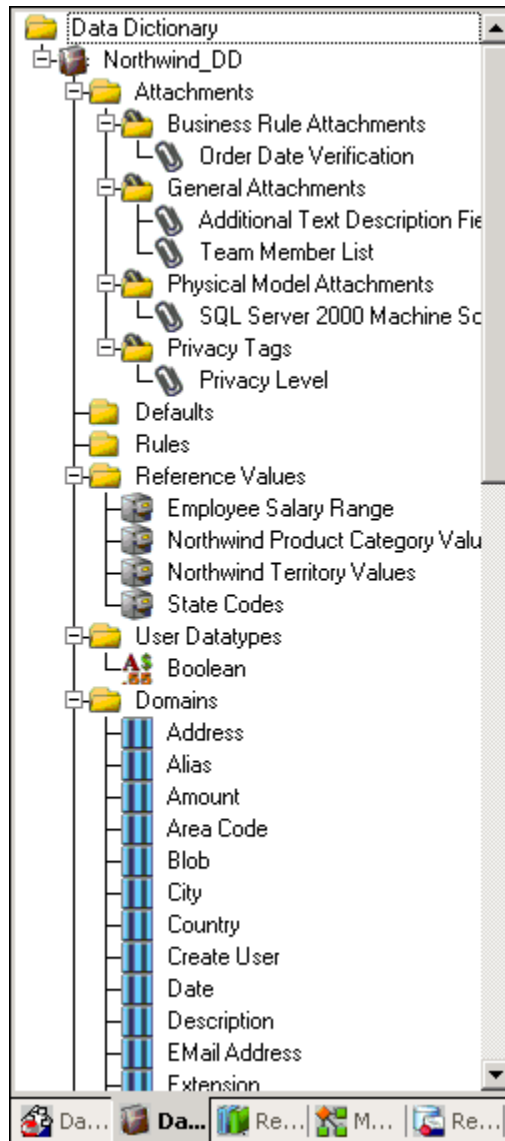 Data Dictionary
Northwind_DD
Attachments
Business Rule Attachments
Order Date Verification
General Attachments
Additional Text Description Fie
Team Member List
Physical Model Attachments
SQL Server 2000 Machine Sc
Privacy Tags
Privacy Level
Defaults
Rules
Reference Values
Employee Salary Range
Northwind Product Category Valu
Northwind Territory Values
State Codes
User Datatypes
Boolean
Domains
Address
Alias
Amount
Area Code
Blob
City
Country
Create User
Date
Description
EMail Address
Extension
Da... Da... Re... M... Re...